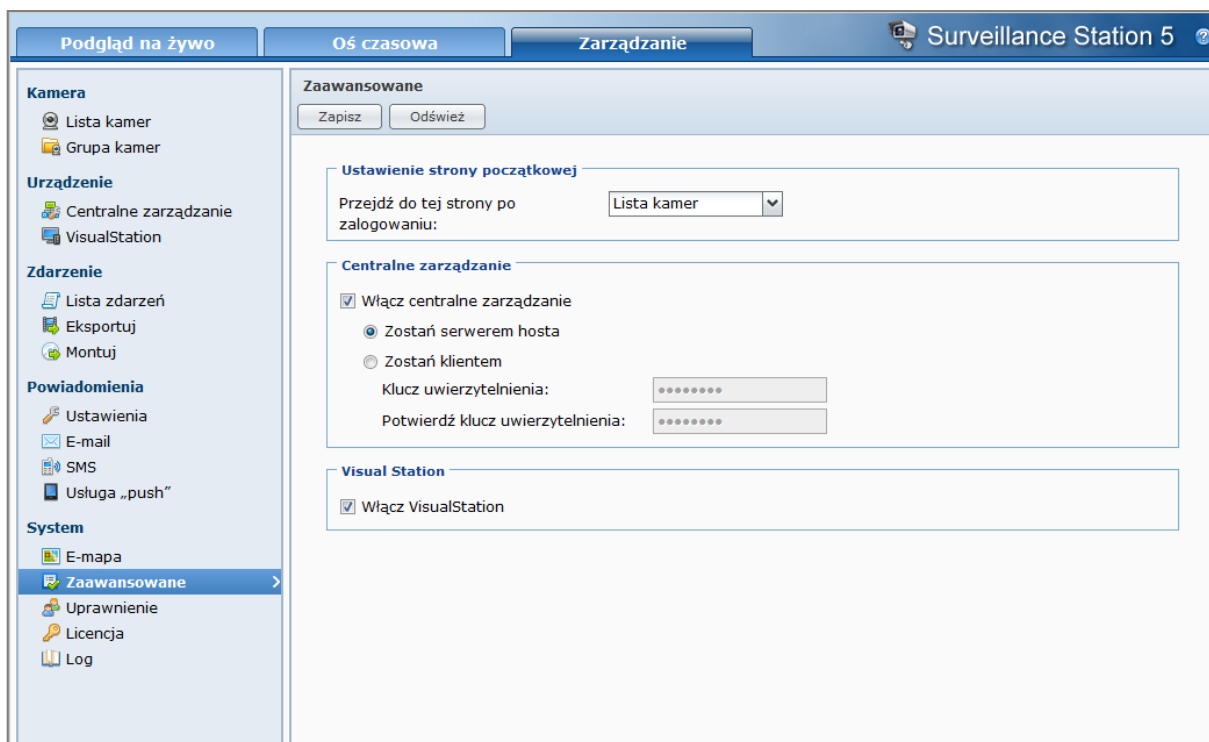 Podgląd na żywo
Oś czasowa
Zarządzanie
Surveillance Station 5
Kamera
Lista kamer
Grupa kamer
Urządzenie
Centralne zarządzanie
VisualStation
Zdarzenie
Lista zdarzeń
Eksportuj
Montuj
Powiadomienia
Ustawienia
E-mail
SMS
Usługa „push”
System
E-mapa
Zaawansowane
Uprawnienie
Licencja
Log
Zaawansowane
Zapisz
Odśwież
Ustawienie strony początkowej
Przejdź do tej strony po
zalogowaniu:
Lista kamer
Centralne zarządzanie
Włącz centralne zarządzanie
Zostań serwerem hosta
Zostań klientem
Klucz uwierzytelnienia:
Potwierdź klucz uwierzytelnienia:
Visual Station
Włącz VisualStation